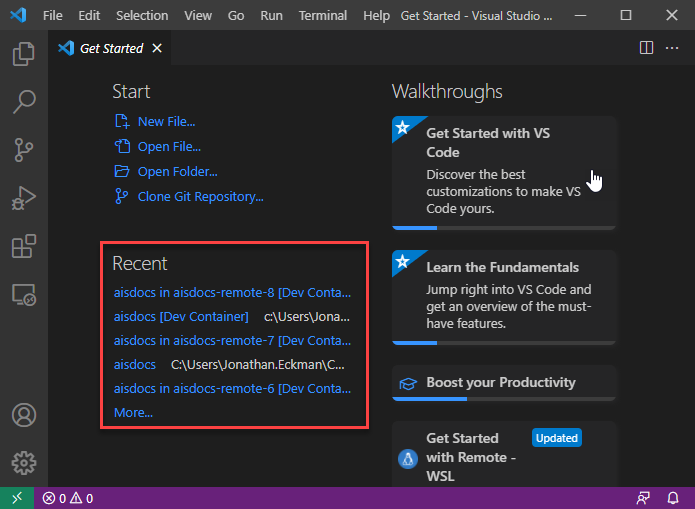 File Edit Selection View Go Run Terminal Help Get Started - Visual Studio ...
Get Started
Start
New File...
Open File...
Open Folder...
Clone Git Repository...
Recent
aisdocs in aisdocs-remote-8 [Dev Conta...
aisdocs [Dev Container] c:\Users\Jona...
aisdocs in aisdocs-remote-7 [Dev Conta...
aisdocs C:\Users\Jonathan.Eckman\C...
aisdocs in aisdocs-remote-6 [Dev Conta...
More...
Walkthroughs
Get Started with VS
Code
Discover the best
customizations to make VS
Code yours.
Learn the Fundamentals
Jump right into VS Code and
get an overview of the must-
have features.
Boost your Productivity
Get Started
with Remote -
WSL
Updated
0 0